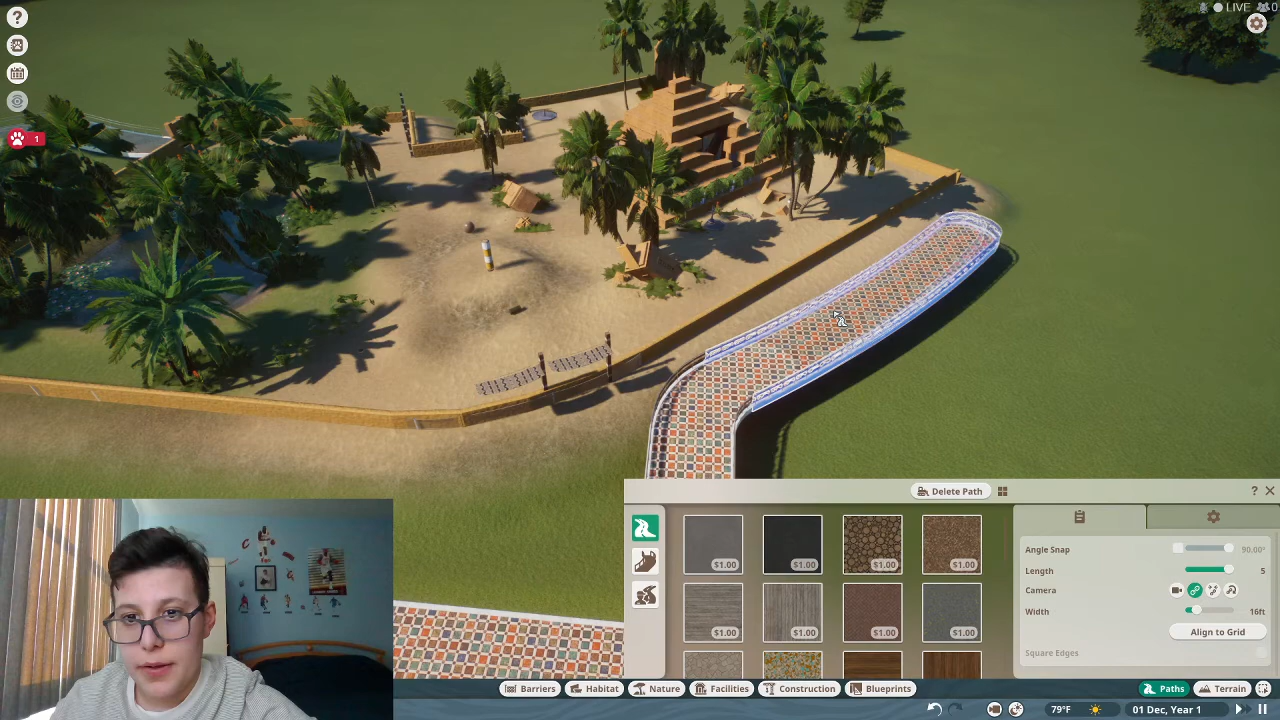 ?
LIVE 0
1
Delete Path
?
$1.00 $1.00 $1.00 $1.00
$1.00 $1.00 $1.00 $1.00
Angle Snap 90.00°
Length 5
Camera
Width 16ft
Align to Grid
Square Edges
Barriers Habitat Nature Facilities Construction Blueprints Paths Terrain
79°F 01 Dec, Year 1